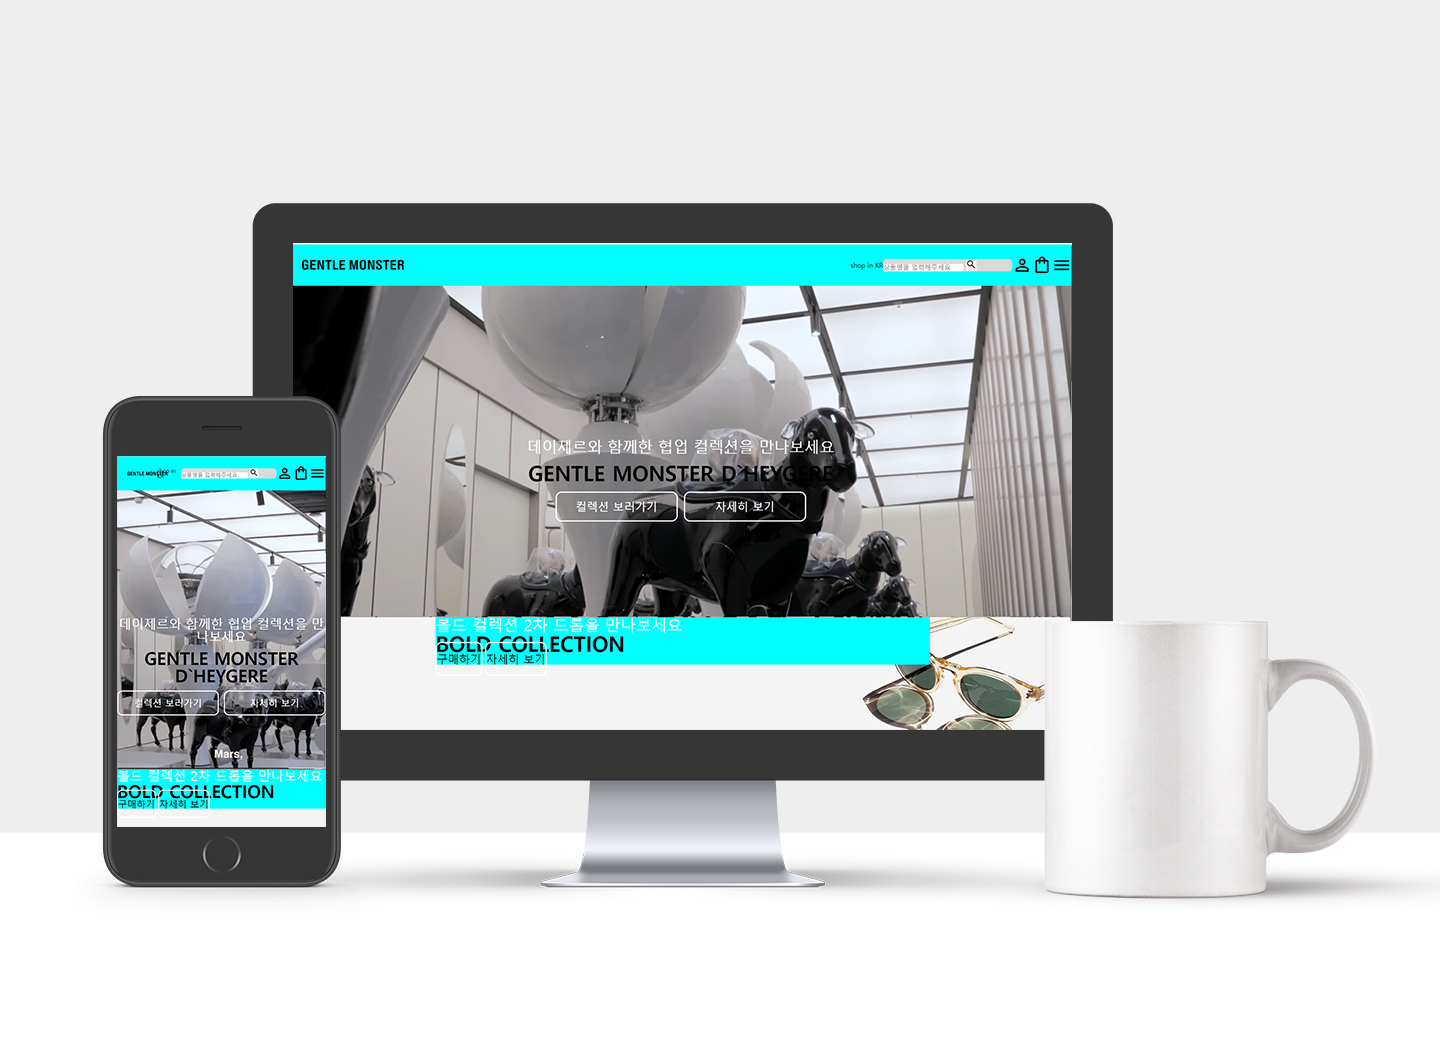 GENTLE MONSTER
shop in KR
상품명을 입력해주세요
데이제르와 함께한 협업 컬렉션을 만나보세요
GENTLE MONSTER D`HEYGERE
컬렉션 보러가기
자세히 보기
볼드 컬렉션 2차 드롭을 만나보세요
BOLD COLLECTION
구매하기 자세히 보기
GENTLE MONSTER
shop in
KR
상품명을 입력해주세요
데이제르와 함께한 협업 컬렉션을 만
나보세요
GENTLE MONSTER
D`HEYGERE
컬렉션 보러가기
자세히 보기
Mars,
볼드 컬렉션 2차 드롭을 만나보세요
BOLD COLLECTION
구매하기 자세히 보기